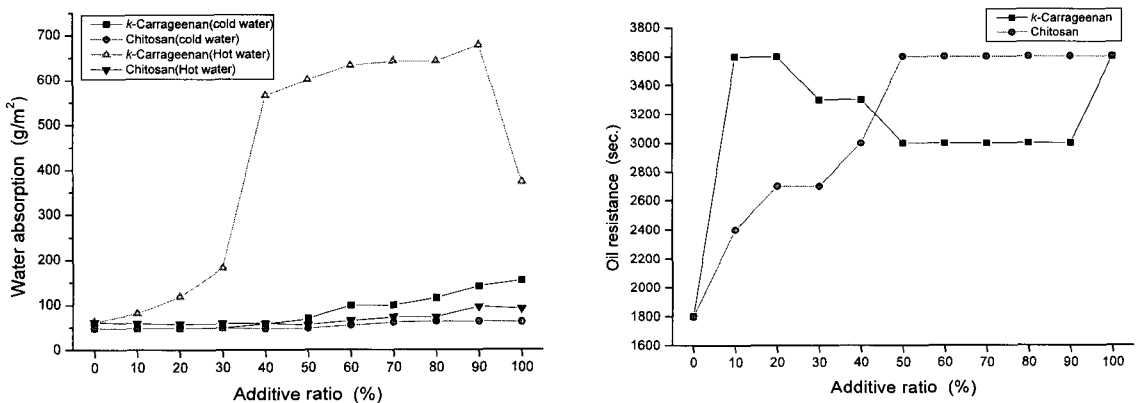 k-Carrageenan(cold water)
Chitosan(cold water)
k-Carrageenan(Hot water)
Chitosan(Hot water)
700
600
500
400
300
200
100
0
Water absorption (g/m²)
0 10 20 30 40 50 60 70 80 90 100
Additive ratio (%)
k-Carrageenan
Chitosan
3600
3400
3200
3000
2800
2600
2400
2200
2000
1800
1600
Oil resistance (sec.)
0 10 20 30 40 50 60 70 80 90 100
Additive ratio (%)